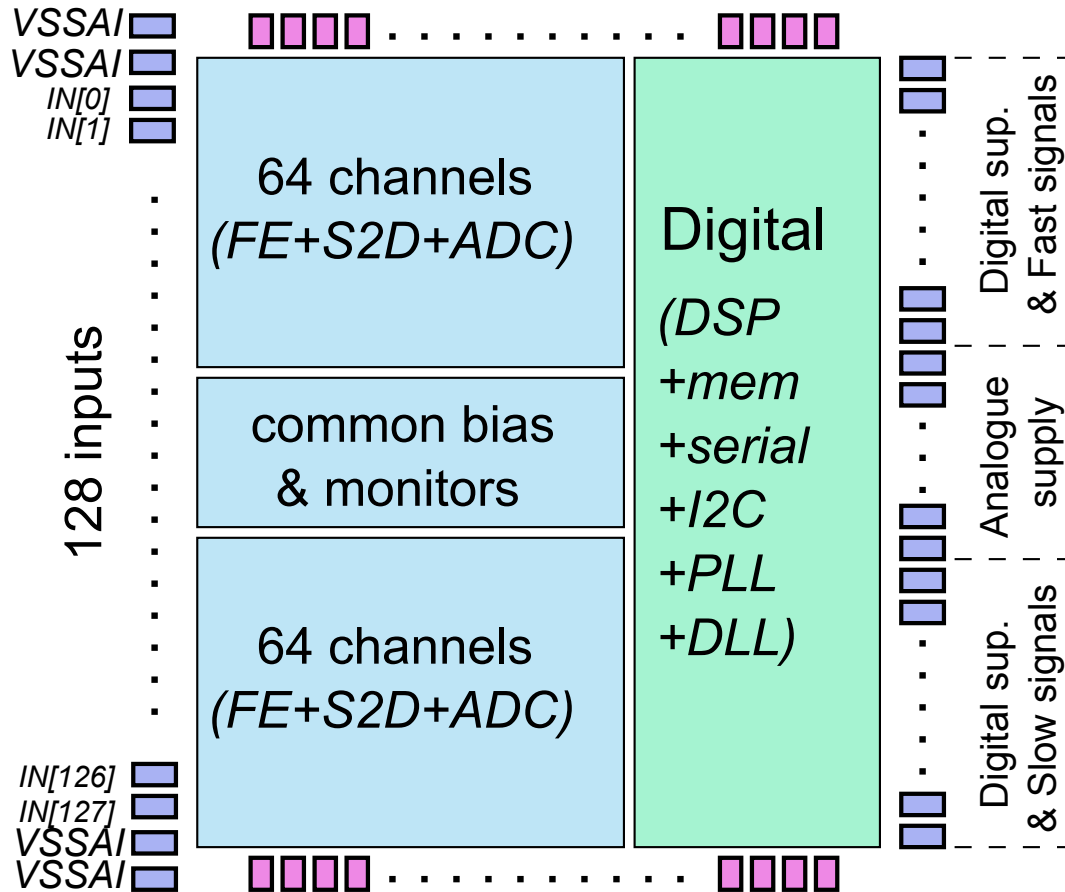 VSSAI
VSSAI
IN[0]
IN[1]
128 inputs
IN[126]
IN[127]
VSSAI
VSSAI
64 channels
(FE+S2D+ADC)
common bias
& monitors
64 channels
(FE+S2D+ADC)
Digital
(DSP
+mem
+serial
+I2C
+PLL
+DLL)
Digital sup.
& Fast signals
Analogue
supply
Digital sup.
& Slow signals